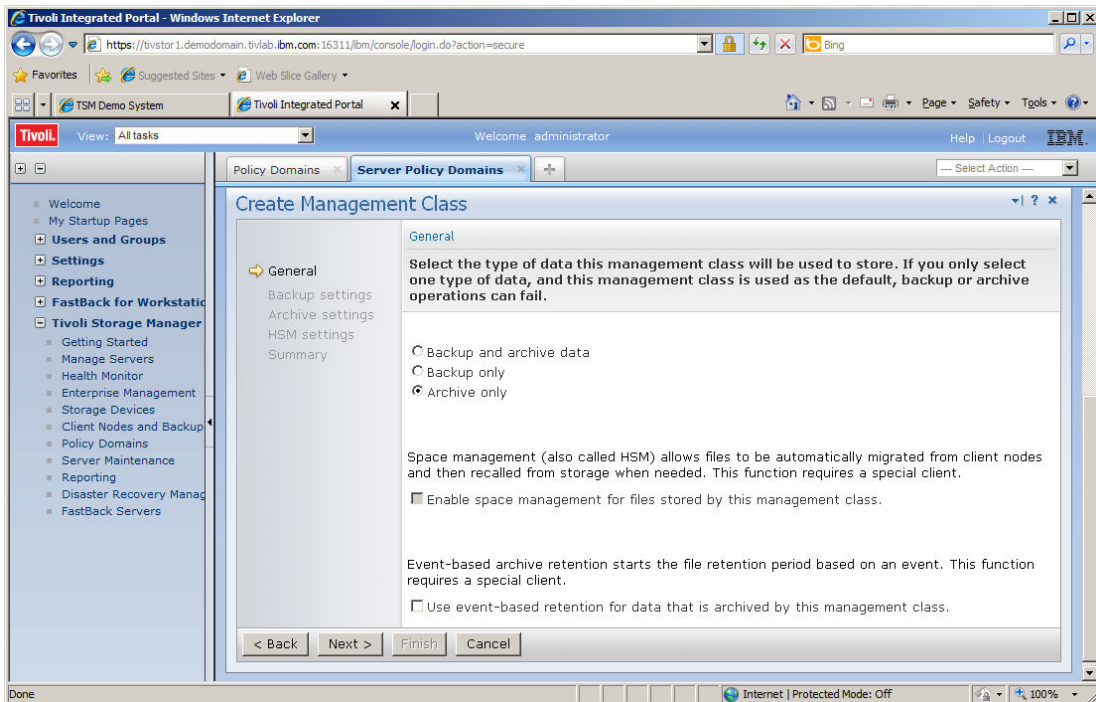 Tivoli Integrated Portal - Windows Internet Explorer
https://tivstor1.demodomain.tivlab.ibm.com:16311/ibm/console/login.do?action=secure
Bing
Favorites
Suggested Sites
Web Slice Gallery
TSM Demo System
Tivoli Integrated Portal
Page
Safety
Tools
Tivoli.
View:
All tasks
Welcome administrator
Help
Logout
IBM.
Policy Domains
Server Policy Domains
--- Select Action ---
Welcome
My Startup Pages
Users and Groups
Settings
Reporting
FastBack for Workstatio
Tivoli Storage Manager
Getting Started
Manage Servers
Health Monitor
Enterprise Management
Storage Devices
Client Nodes and Backup
Policy Domains
Server Maintenance
Reporting
Disaster Recovery Manag
FastBack Servers
Create Management Class
General
Backup settings
Archive settings
HSM settings
Summary
General
Select the type of data this management class will be used to store. If you only select
one type of data, and this management class is used as the default, backup or archive
operations can fail.
Backup and archive data
Backup only
Archive only
Space management (also called HSM) allows files to be automatically migrated from client nodes
and then recalled from storage when needed. This function requires a special client.
Enable space management for files stored by this management class.
Event-based archive retention starts the file retention period based on an event. This function
requires a special client.
Use event-based retention for data that is archived by this management class.
< Back
Next >
Finish
Cancel
Done
Internet | Protected Mode: Off
100%